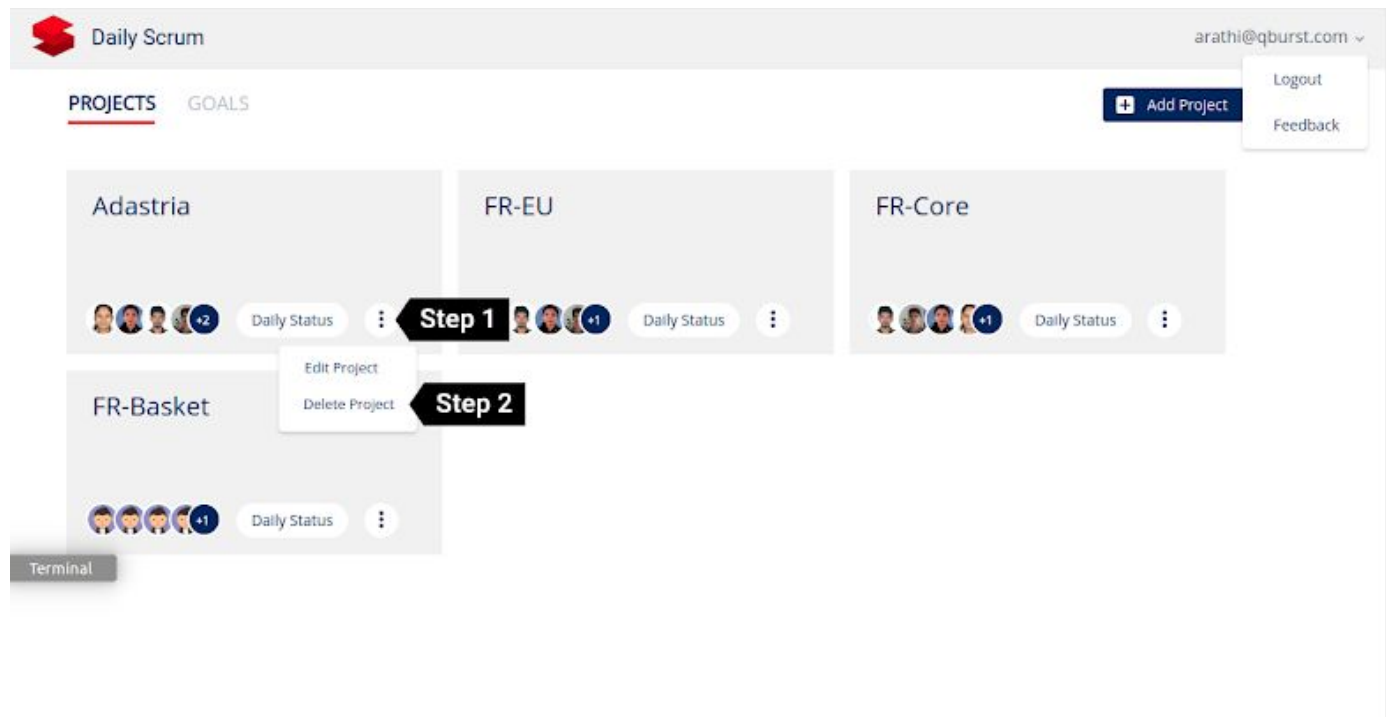 Daily Scrum
arathi@qburst.com
Logout
Feedback
PROJECTS GOALS
Add Project
Adastria
FR-EU
FR-Core
+2 Daily Status
Step 1
+1 Daily Status
+1 Daily Status
Edit Project
Delete Project
Step 2
FR-Basket
+1 Daily Status
Terminal